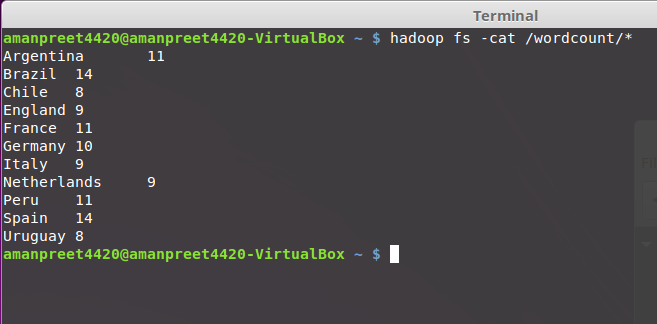 Terminal
amanpreet4420@amanpreet4420-VirtualBox ~ $ hadoop fs -cat /wordcount/*
Argentina	11
Brazil	14
Chile	8
England	9
France	11
Germany	10
Italy	9
Netherlands	9
Peru	11
Spain	14
Uruguay	8
amanpreet4420@amanpreet4420-VirtualBox ~ $